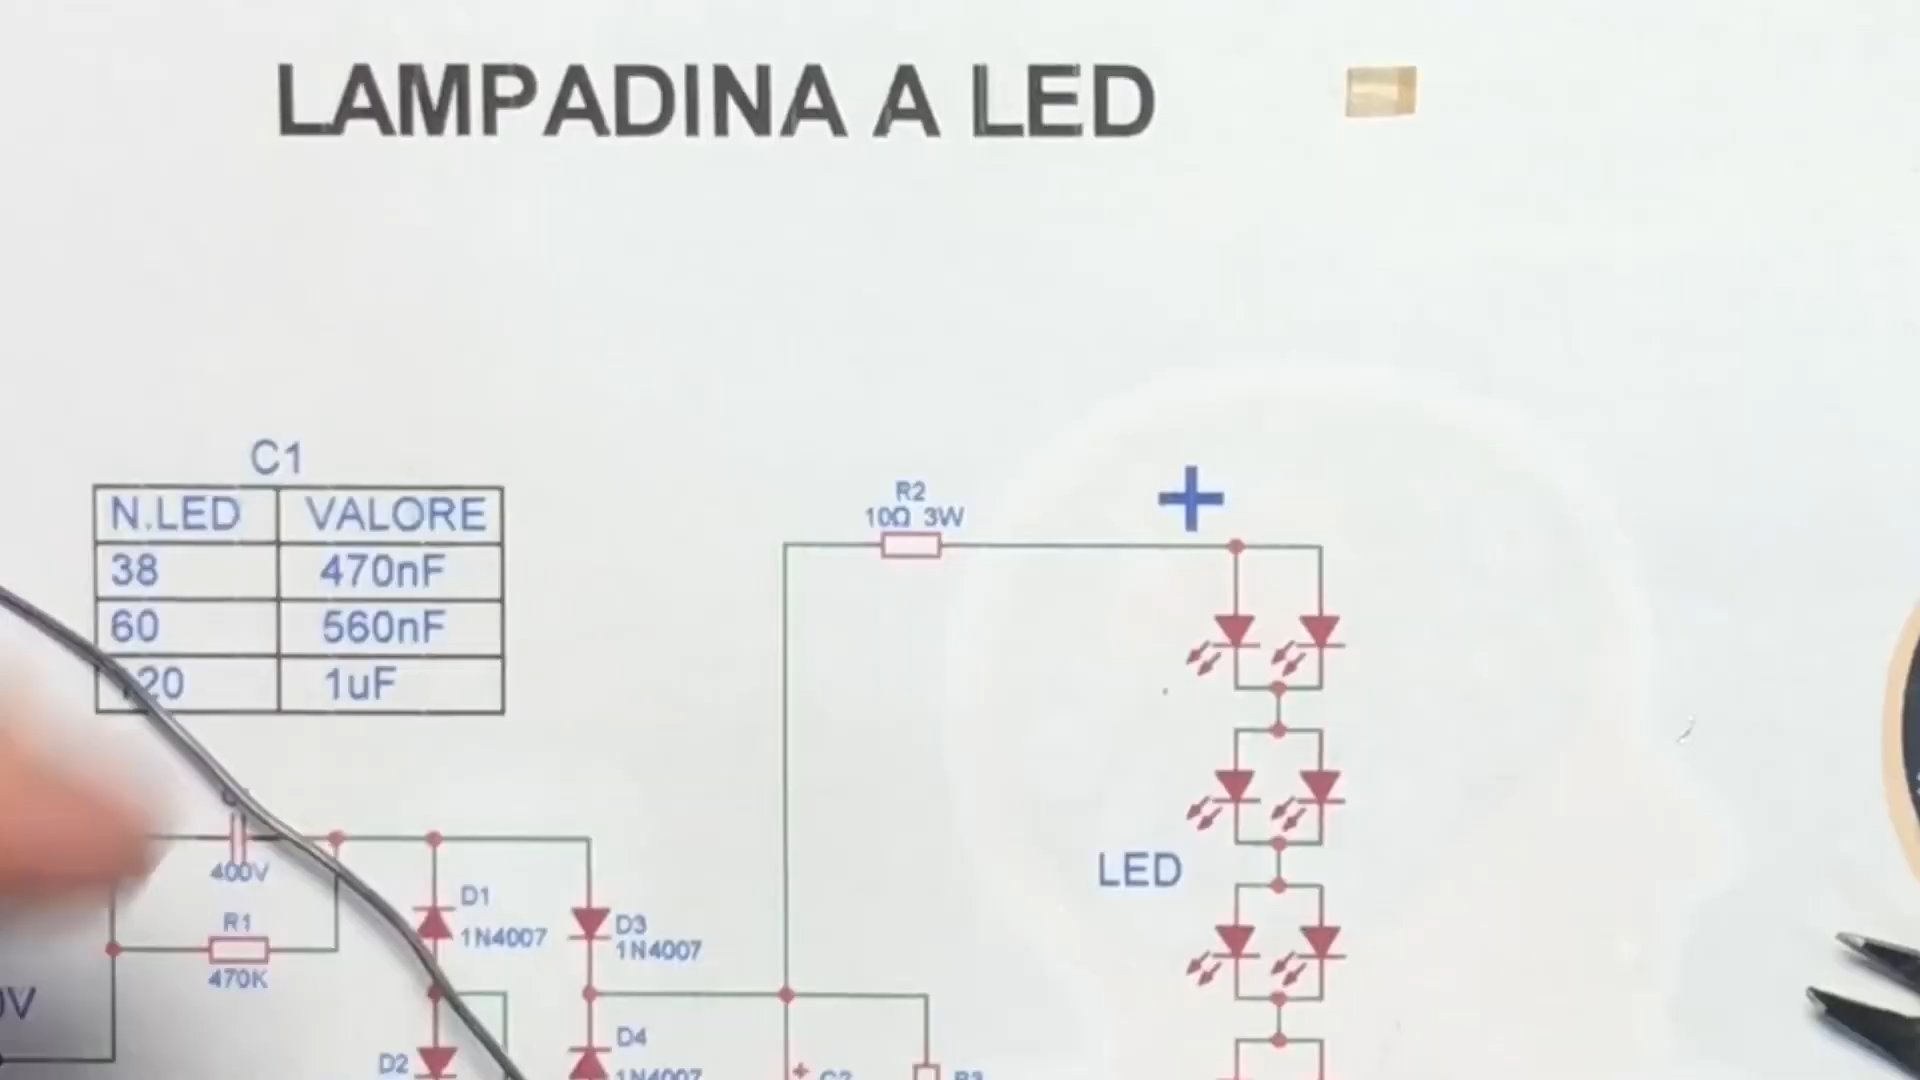 LAMPADINA A LED
C1
N.LED VALORE
38 470nF
60 560nF
1uF
R2
10Ω 3W
+
LED
400V
R1
470K
D1
1N4007
D3
1N4007
D2
D4
1N4007
+